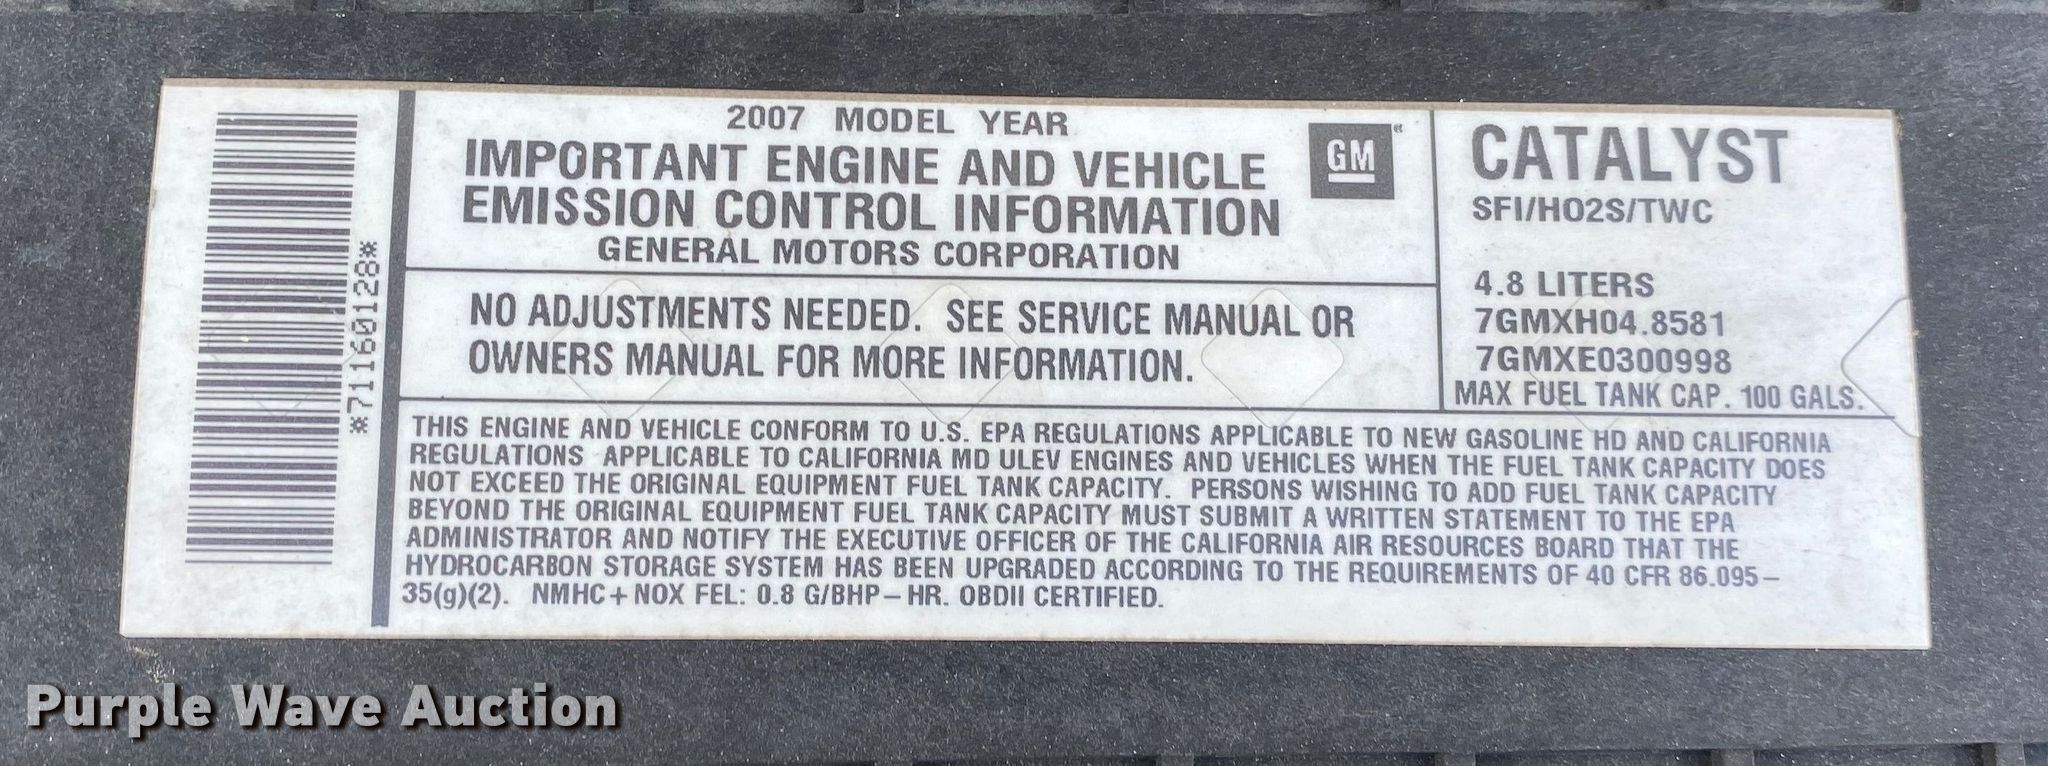 *71160128*
2007 MODEL YEAR
IMPORTANT ENGINE AND VEHICLE
EMISSION CONTROL INFORMATION
GENERAL MOTORS CORPORATION
GM
NO ADJUSTMENTS NEEDED. SEE SERVICE MANUAL OR
OWNERS MANUAL FOR MORE INFORMATION.
CATALYST
SFI/HO2S/TWC
4.8 LITERS
7GMXH04.8581
7GMXE0300998
MAX FUEL TANK CAP. 100 GALS.
THIS ENGINE AND VEHICLE CONFORM TO U.S. EPA REGULATIONS APPLICABLE TO NEW GASOLINE HD AND CALIFORNIA
REGULATIONS APPLICABLE TO CALIFORNIA MD ULEV ENGINES AND VEHICLES WHEN THE FUEL TANK CAPACITY DOES
NOT EXCEED THE ORIGINAL EQUIPMENT FUEL TANK CAPACITY. PERSONS WISHING TO ADD FUEL TANK CAPACITY
BEYOND THE ORIGINAL EQUIPMENT FUEL TANK CAPACITY MUST SUBMIT A WRITTEN STATEMENT TO THE EPA
ADMINISTRATOR AND NOTIFY THE EXECUTIVE OFFICER OF THE CALIFORNIA AIR RESOURCES BOARD THAT THE
HYDROCARBON STORAGE SYSTEM HAS BEEN UPGRADED ACCORDING TO THE REQUIREMENTS OF 40 CFR 86.095-
35(g)(2). NMHC+NOX FEL: 0.8 G/BHP-HR. OBDII CERTIFIED.
Purple Wave Auction